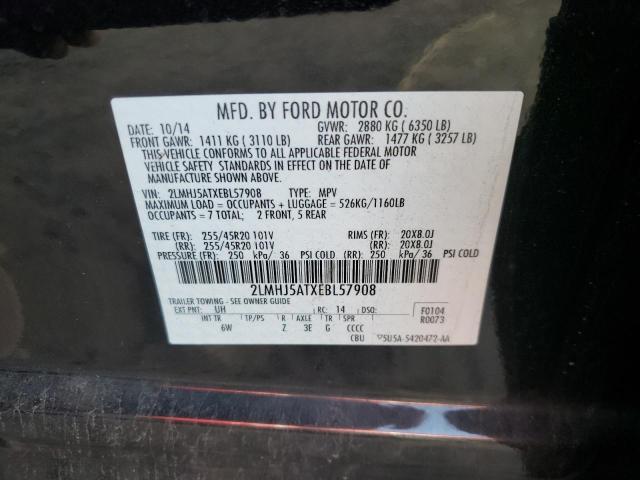 MFD. BY FORD MOTOR CO.
DATE: 10/14 GVWR: 2880 KG ( 6350 LB)
FRONT GAWR: 1411 KG ( 3110 LB) REAR GAWR: 1477 KG ( 3257 LB)
THIS VEHICLE CONFORMS TO ALL APPLICABLE FEDERAL MOTOR
VEHICLE SAFETY STANDARDS IN EFFECT ON THE DATE OF
MANUFACTURE SHOWN ABOVE.
VIN: 2LMHJ5ATXEBL57908 TYPE: MPV
MAXIMUM LOAD = OCCUPANTS + LUGGAGE = 526KG/1160LB
OCCUPANTS = 7 TOTAL; 2 FRONT, 5 REAR
TIRE (FR): 255/45R20 101V RIMS (FR): 20X8.0J
(RR): 255/45R20 101V (RR): 20X8.0J
PRESSURE (FR): 250 kPa/ 36 PSI COLD (RR): 250 kPa/ 36 PSI COLD
2LMHJ5ATXEBL57908
TRAILER TOWING - SEE OWNER GUIDE
EXT PNT: UH RC: 14 DSO: F0104
R0073
INT TR TP/PS R AXLE TR SPR
6W Z 3E G CCCC
CBU 5U5A-5420472-AA